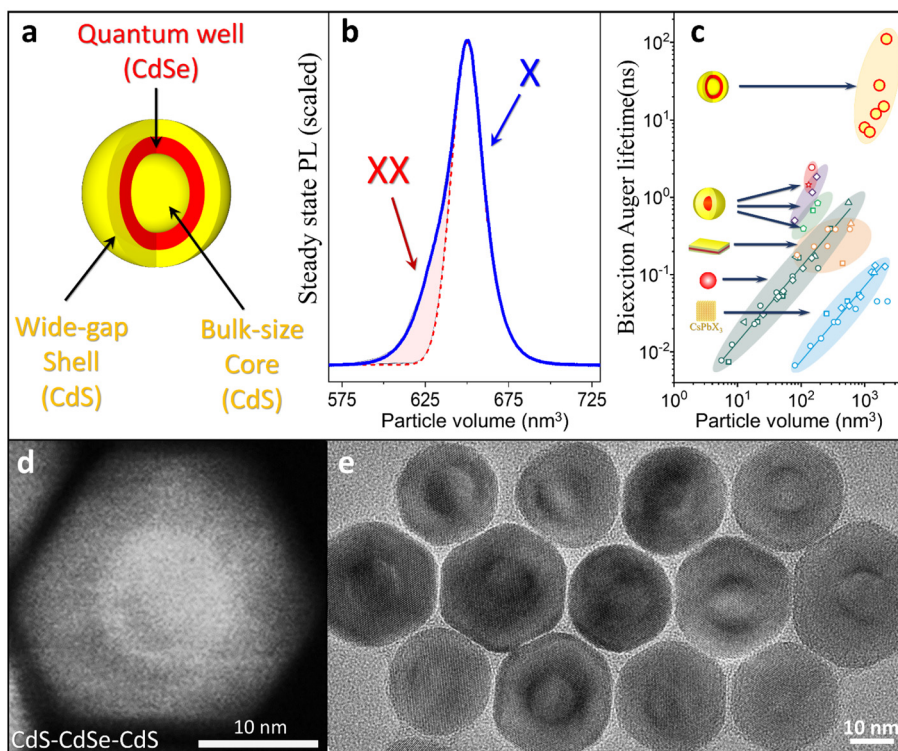 a
Quantum well
(CdSe)
Wide-gap
Shell
(CdS)
Bulk-size
Core
(CdS)
b
Steady state PL (scaled)
X
XX
575 625 675 725
Particle volume (nm³)
c
Biexciton Auger lifetime(ns)
10²
10¹
10⁰
10⁻¹
10⁻²
CsPbX₃
10⁰ 10¹ 10² 10³
Particle volume (nm³)
d
CdS-CdSe-CdS
10 nm
e
10 nm